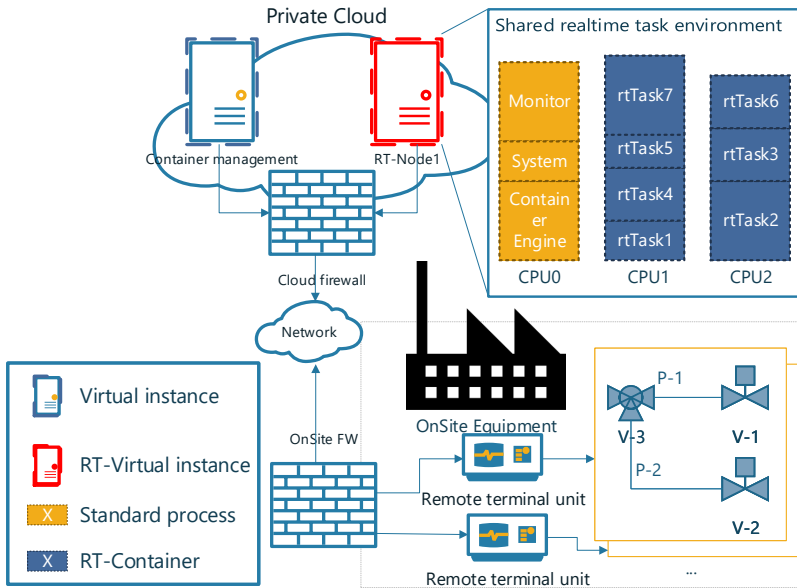 Private Cloud
Shared realtime task environment
Container management
RT-Node1
Monitor
System
Contain
er
Engine
CPU0
rtTask7
rtTask5
rtTask4
rtTask1
CPU1
rtTask6
rtTask3
rtTask2
CPU2
Cloud firewall
Network
OnSite FW
OnSite Equipment
Remote terminal unit
Remote terminal unit
P-1
V-3
V-1
P-2
V-2
...
Virtual instance
RT-Virtual instance
X
Standard process
X
RT-Container